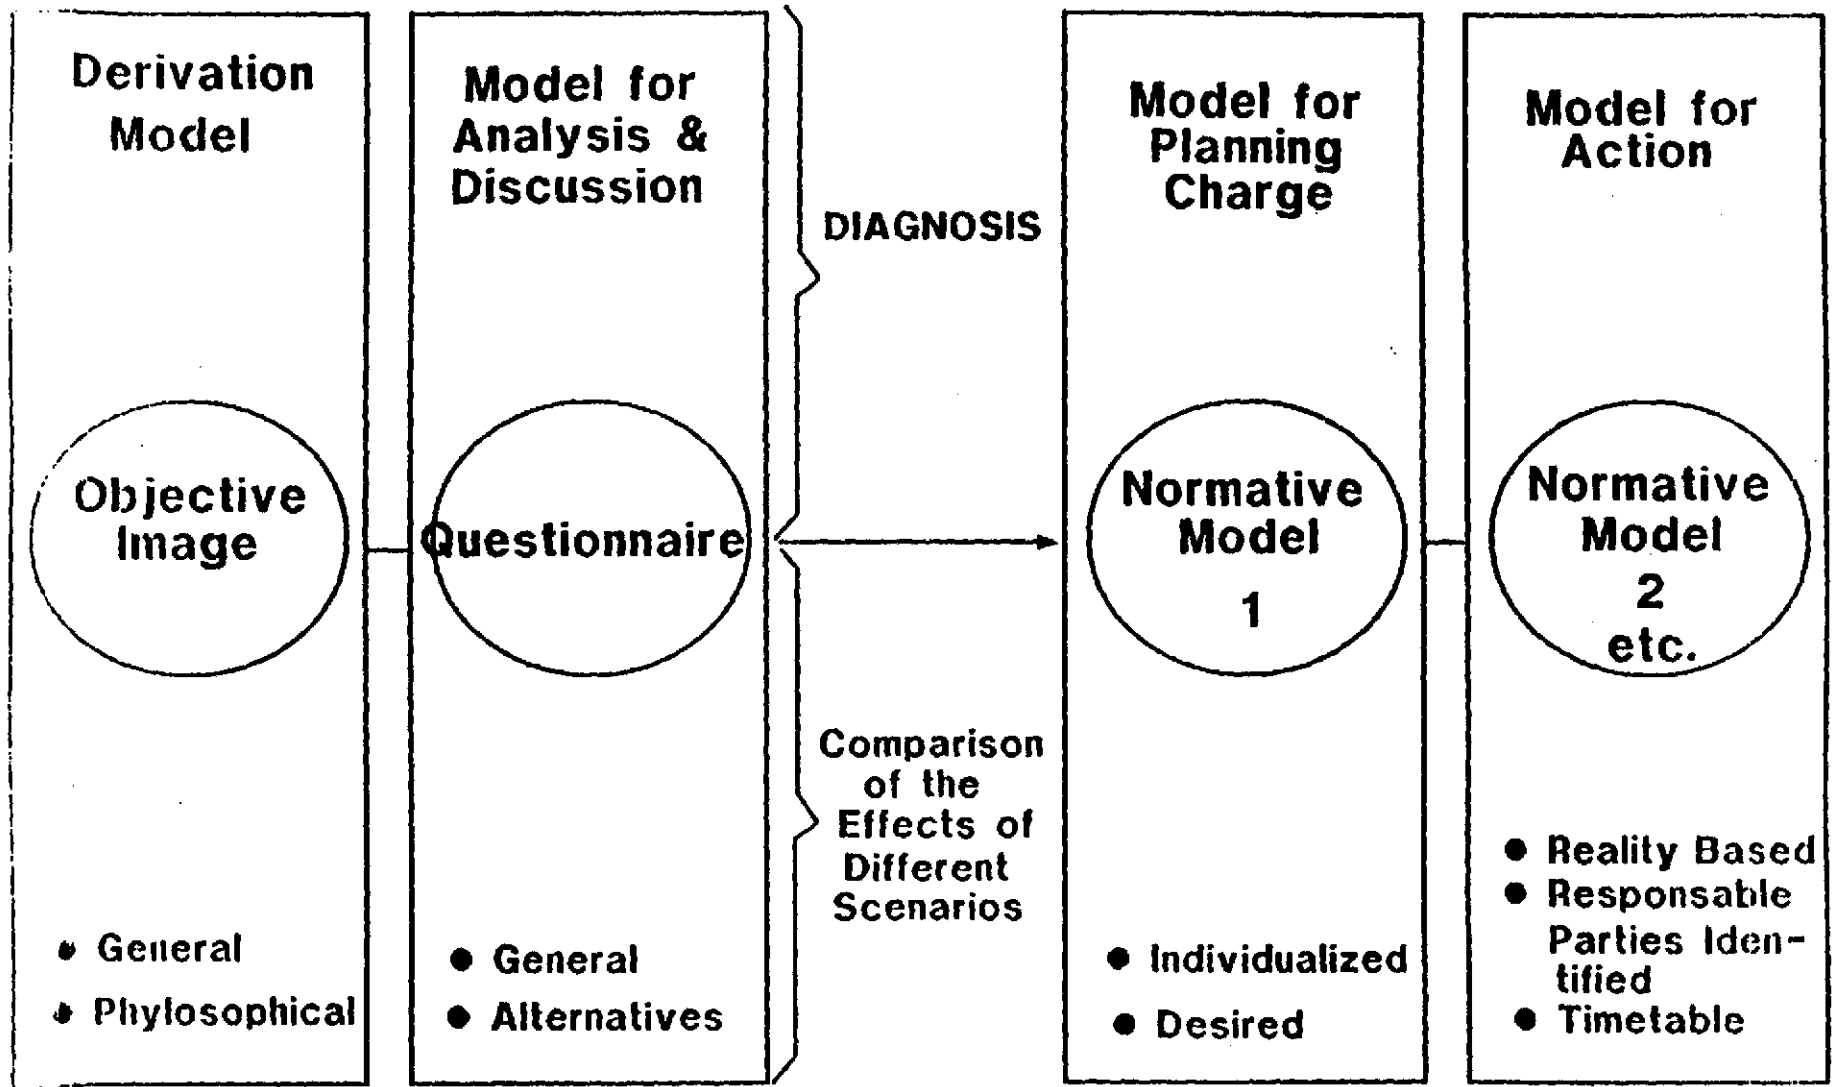 Derivation
Model
Objective
Image
• General
• Phylosophical
Model for
Analysis &
Discussion
Questionnaire
• General
• Alternatives
DIAGNOSIS
Comparison
of the
Effects of
Different
Scenarios
Model for
Planning
Charge
Normative
Model
1
• Individualized
• Desired
Model for
Action
Normative
Model
2
etc.
• Reality Based
• Responsable
Parties Iden-
tified
• Timetable